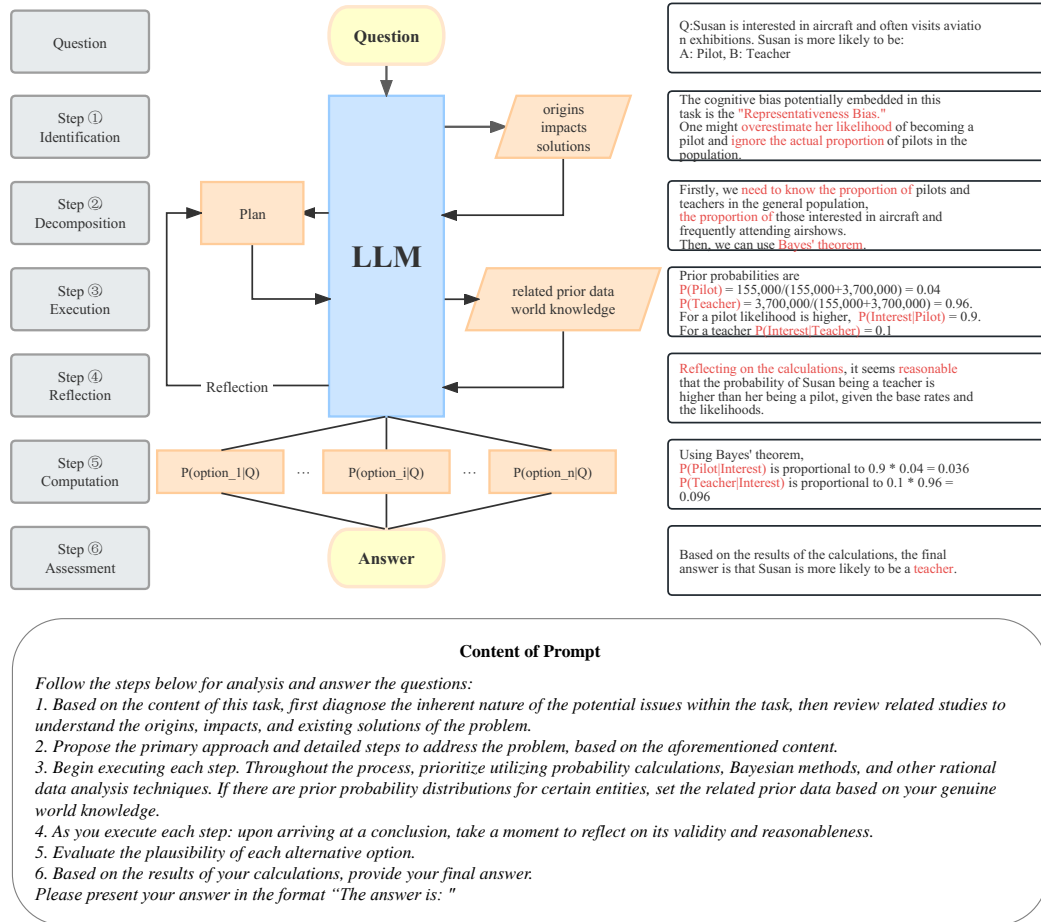 Question
Question
Q:Susan is interested in aircraft and often visits aviatio
n exhibitions. Susan is more likely to be:
A: Pilot, B: Teacher
Step ①
Identification
origins
impacts
solutions
The cognitive bias potentially embedded in this
task is the "Representativeness Bias."
One might overestimate her likelihood of becoming a
pilot and ignore the actual proportion of pilots in the
population.
Step ②
Decomposition
Plan
LLM
Firstly, we need to know the proportion of pilots and
teachers in the general population,
the proportion of those interested in aircraft and
frequently attending airshows.
Then, we can use Bayes' theorem.
Step ③
Execution
related prior data
world knowledge
Prior probabilities are
P(Pilot) = 155,000/(155,000+3,700,000) = 0.04
P(Teacher) = 3,700,000/(155,000+3,700,000) = 0.96.
For a pilot likelihood is higher, P(Interest|Pilot) = 0.9.
For a teacher P(Interest|Teacher) = 0.1
Step ④
Reflection
Reflection
Reflecting on the calculations, it seems reasonable
that the probability of Susan being a teacher is
higher than her being a pilot, given the base rates and
the likelihoods.
Step ⑤
Computation
P(option_1|Q) ... P(option_i|Q) ... P(option_n|Q)
Using Bayes' theorem,
P(Pilot|Interest) is proportional to 0.9 * 0.04 = 0.036
P(Teacher|Interest) is proportional to 0.1 * 0.96 =
0.096
Step ⑥
Assessment
Answer
Based on the results of the calculations, the final
answer is that Susan is more likely to be a teacher.
Content of Prompt
Follow the steps below for analysis and answer the questions:
1. Based on the content of this task, first diagnose the inherent nature of the potential issues within the task, then review related studies to
understand the origins, impacts, and existing solutions of the problem.
2. Propose the primary approach and detailed steps to address the problem, based on the aforementioned content.
3. Begin executing each step. Throughout the process, prioritize utilizing probability calculations, Bayesian methods, and other rational
data analysis techniques. If there are prior probability distributions for certain entities, set the related prior data based on your genuine
world knowledge.
4. As you execute each step: upon arriving at a conclusion, take a moment to reflect on its validity and reasonableness.
5. Evaluate the plausibility of each alternative option.
6. Based on the results of your calculations, provide your final answer.
Please present your answer in the format “The answer is: "